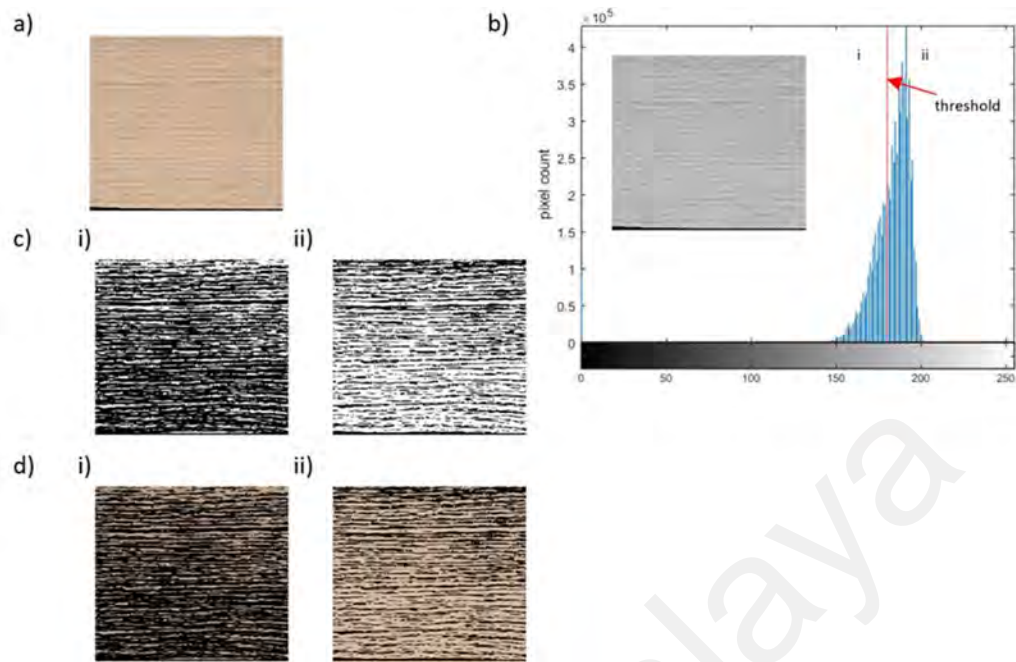 a)
b)
× 10⁵
4
3.5
3
2.5
2
1.5
1
0.5
0
pixel count
i
ii
threshold
0
50
100
150
200
250
c)
i)
ii)
d)
i)
ii)
laya